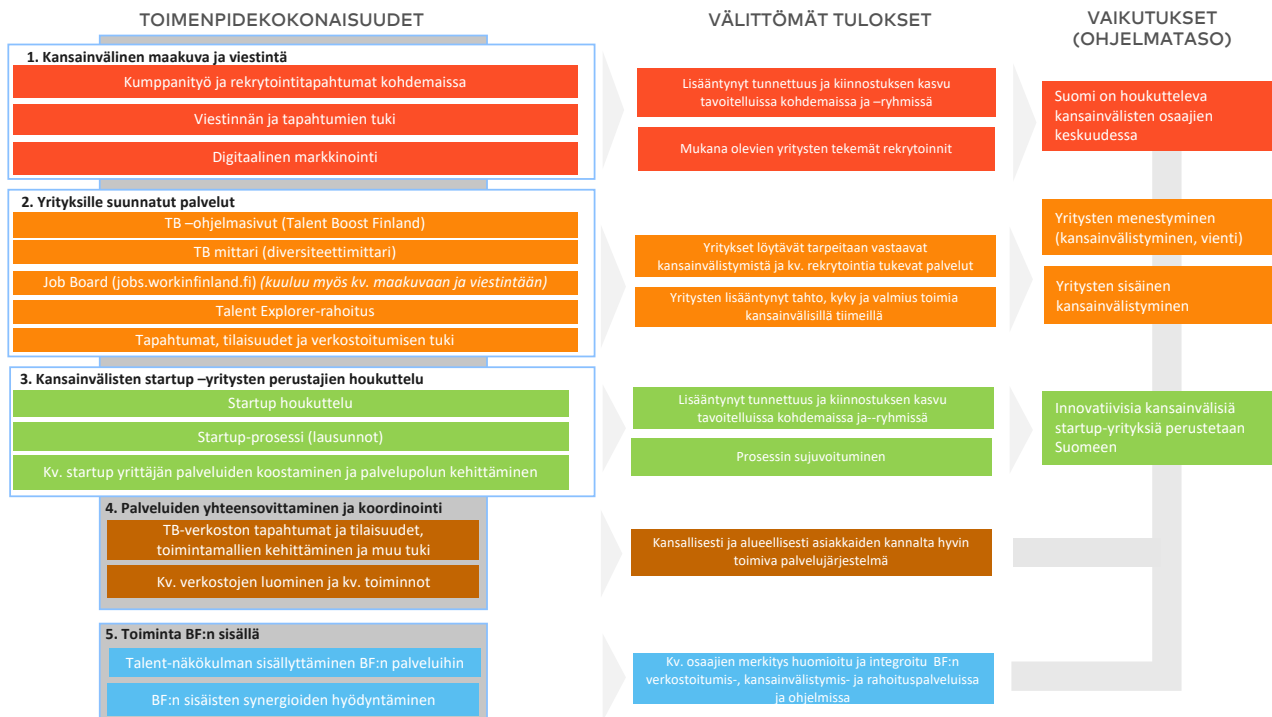 TOIMENPIDEKOKONAISUUDET
VÄLITTÖMÄT TULOKSET
VAIKUTUKSET
(OHJELMATASO)
1. Kansainvälinen maakuva ja viestintä
Kumppanityö ja rekrytointitapahtumat kohdemaissa
Viestinnän ja tapahtumien tuki
Digitaalinen markkinointi
Lisääntynyt tunnettuus ja kiinnostuksen kasvu
tavoitelluissa kohdemaissa ja –ryhmissä
Mukana olevien yritysten tekemät rekrytoinnit
Suomi on houkutteleva
kansainvälisten osaajien
keskuudessa
2. Yrityksille suunnatut palvelut
TB –ohjelmasivut (Talent Boost Finland)
TB mittari (diversiteettimittari)
Job Board (jobs.workinfinland.fi) (kuuluu myös kv. maakuvaan ja viestintään)
Talent Explorer-rahoitus
Tapahtumat, tilaisuudet ja verkostoitumisen tuki
Yritykset löytävät tarpeitaan vastaavat
kansainvälistymistä ja kv. rekrytointia tukevat palvelut
Yritysten lisääntynyt tahto, kyky ja valmius toimia
kansainvälisillä tiimeillä
Yritysten menestyminen
(kansainvälistyminen, vienti)
Yritysten sisäinen
kansainvälistyminen
3. Kansainvälisten startup –yritysten perustajien houkuttelu
Startup houkuttelu
Startup-prosessi (lausunnot)
Kv. startup yrittäjän palveluiden koostaminen ja palvelupolun kehittäminen
Lisääntynyt tunnettuus ja kiinnostuksen kasvu
tavoitelluissa kohdemaissa ja--ryhmissä
Prosessin sujuvoituminen
Innovatiivisia kansainvälisiä
startup-yrityksiä perustetaan
Suomeen
4. Palveluiden yhteensovittaminen ja koordinointi
TB-verkoston tapahtumat ja tilaisuudet,
toimintamallien kehittäminen ja muu tuki
Kv. verkostojen luominen ja kv. toiminnot
Kansallisesti ja alueellisesti asiakkaiden kannalta hyvin
toimiva palvelujärjestelmä
5. Toiminta BF:n sisällä
Talent-näkökulman sisällyttäminen BF:n palveluihin
BF:n sisäisten synergioiden hyödyntäminen
Kv. osaajien merkitys huomioitu ja integroitu BF:n
verkostoitumis-, kansainvälistymis- ja rahoituspalveluissa
ja ohjelmissa